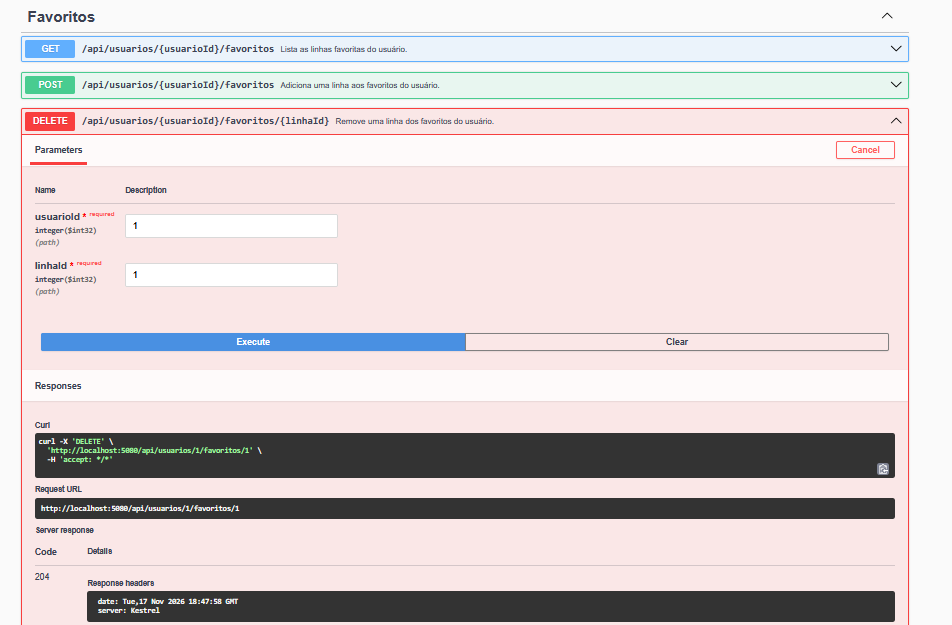 Favoritos
GET /api/usuarios/{usuarioId}/favoritos Lista as linhas favoritas do usuário.
POST /api/usuarios/{usuarioId}/favoritos Adiciona uma linha aos favoritos do usuário.
DELETE /api/usuarios/{usuarioId}/favoritos/{linhaId} Remove uma linha dos favoritos do usuário.
Parameters Cancel
Name Description
usuarioId * required
integer($int32)
(path)
1
linhaId * required
integer($int32)
(path)
1
Execute Clear
Responses
Curl
curl -X 'DELETE' \
'http://localhost:5080/api/usuarios/1/favoritos/1' \
-H 'accept: */*'
Request URL
http://localhost:5080/api/usuarios/1/favoritos/1
Server response
Code Details
204
Response headers
date: Tue,17 Nov 2026 18:47:58 GMT
server: Kestrel